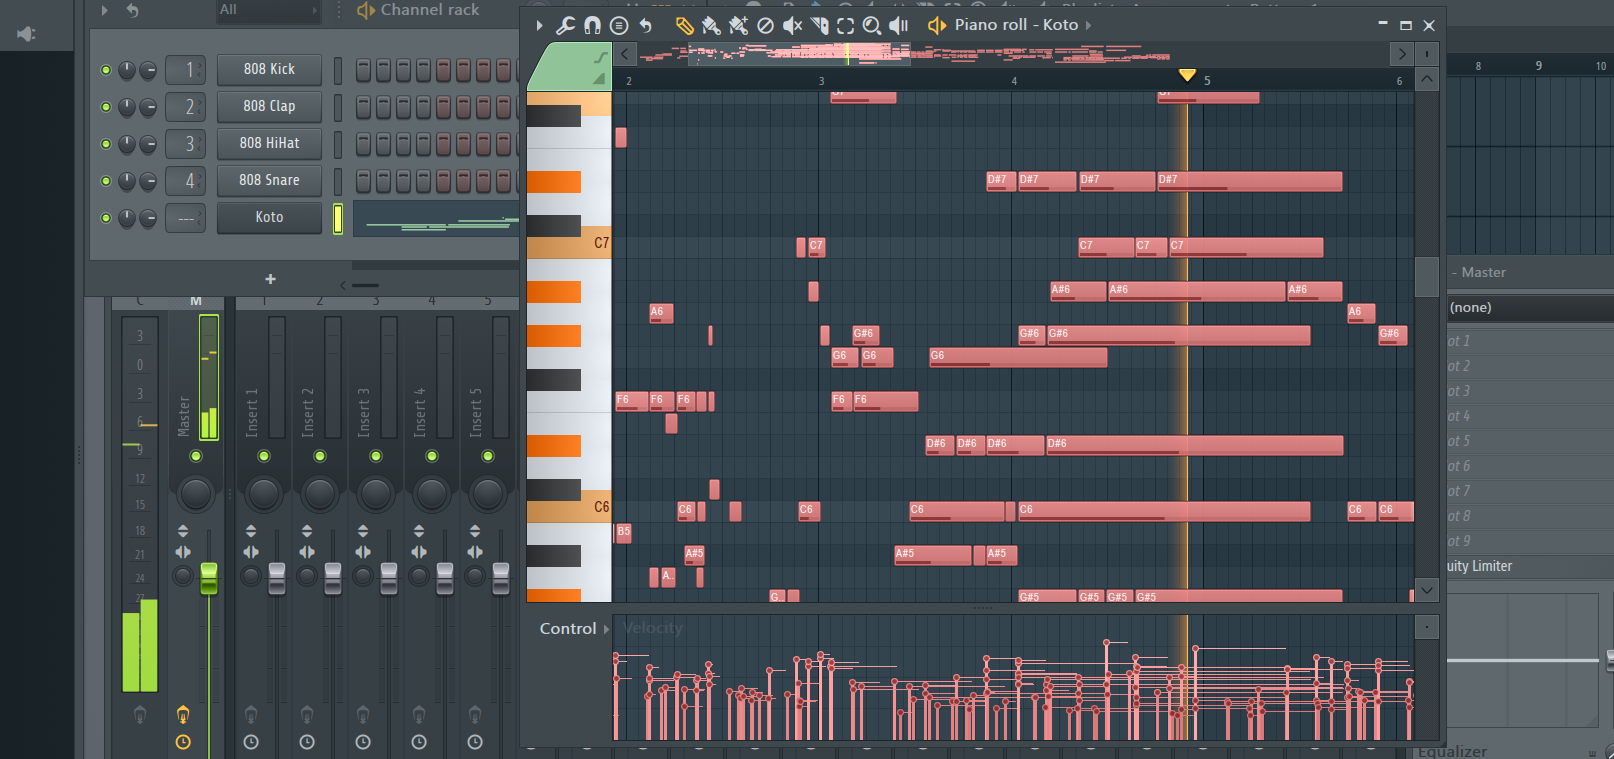 All
Channel rack
1
808 Kick
2
808 Clap
3
808 HiHat
4
808 Snare
---
Koto
+
C M 1 2 3 4 5
3
0
3
6
9
12
15
18
21
24
27
Master
Insert 1
Insert 2
Insert 3
Insert 4
Insert 5
Piano roll - Koto
2 3 4 5 6
D#7 D#7 D#7 D#7
C7
C7 C7 C7 C7
A#6 A#6 A#6
A6 A6
G#6 G#6 G#6 G#6
G6 G6 G6
F6 F6 F6 F6 F6
D#6 D#6 D#6 D#6
C6
C6 C6 C6 C6 C6 C6
B5
A#5 A#5 A#5
A..
G.. G#5 G#5 G#5 G#5
Control Velocity
8 9 10
- Master
(none)
ot 1
ot 2
ot 3
ot 4
ot 5
ot 6
ot 7
ot 8
ot 9
uity Limiter
Equalizer